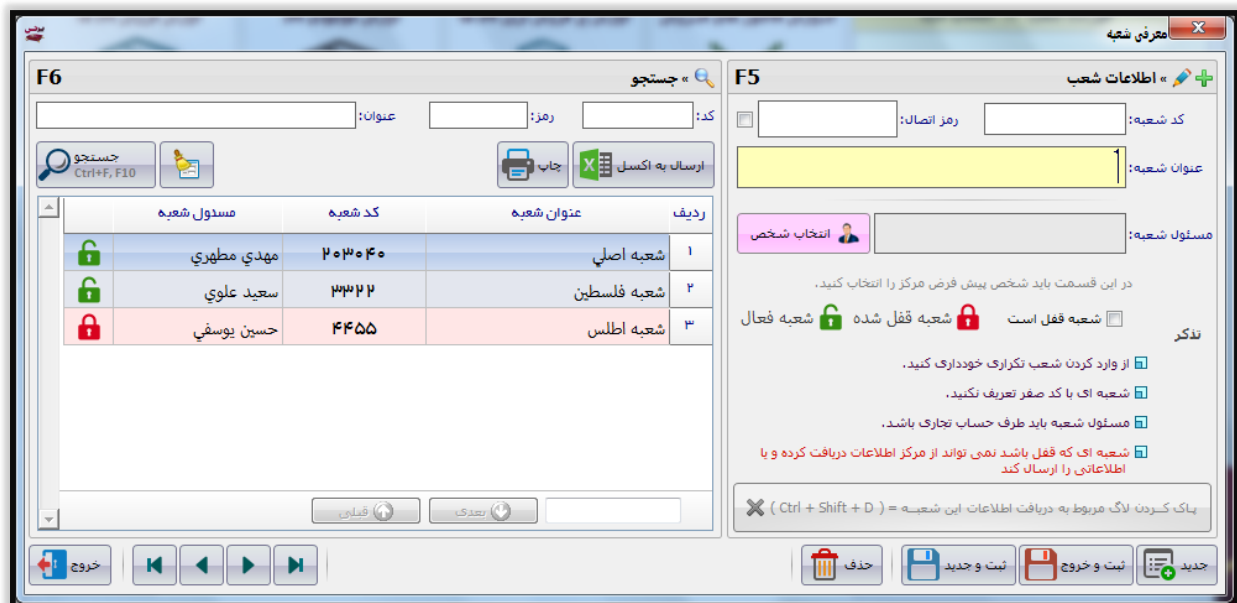 معرفی شعبه
» اطلاعات شعب
F5
کد شعبه:
رمز اتصال:
عنوان شعبه:
مسئول شعبه:
انتخاب شخص
در این قسمت باید شخص پیش فرض مرکز را انتخاب کنید.
شعبه قفل است
شعبه قفل شده
شعبه فعال
تذکر
از وارد کردن شعب تکراری خودداری کنید.
شعبه ای با کد صفر تعریف نکنید.
مسئول شعبه باید طرف حساب تجاری باشد.
شعبه ای که قفل باشد نمی تواند از مرکز اطلاعات دریافت کرده و یا
اطلاعاتی را ارسال کند
پـاک کــردن لاگ مربوط به دریافت اطلاعات این شعبــه = ( Ctrl + Shift + D )
جدید
ثبت و خروج
ثبت و جدید
حذف
» جستجو
F6
کد:
رمز:
عنوان:
ارسال به اکسل
چاپ
جستجو
Ctrl+F, F10
ردیف عنوان شعبه کد شعبه مسدول شعبه
۱ شعبه اصلي ۲۰۳۰۴۰ مهدي مطهري
۲ شعبه فلسطين ۳۳۲۲ سعيد علوي
۳ شعبه اطلس ۴۴۵۵ حسين يوسفي
بعدی
قبلی
خروج